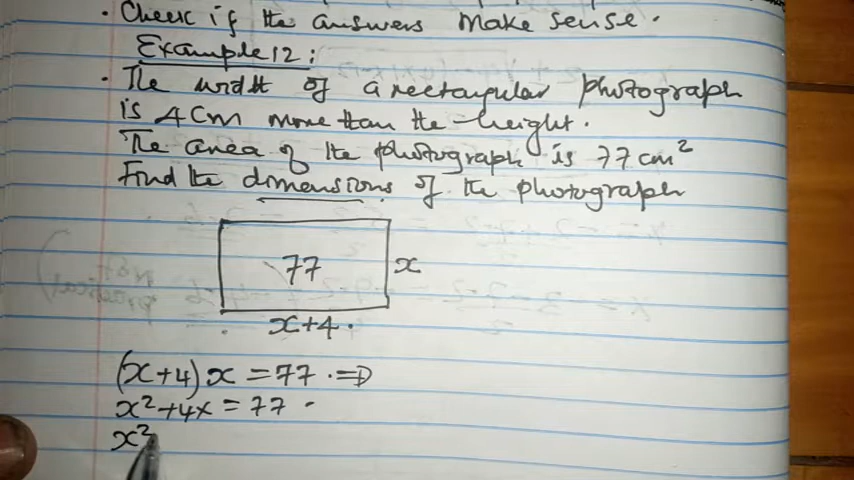 · Check if the answers make sense.
Example 12:
· The width of a rectangular photograph
is 4cm more than the height.
The area of the photograph is 77 cm²
Find the dimensions of the photograph
77 x
x+4.
(x+4)x = 77 ·⇒
x²+4x = 77 ·
x²